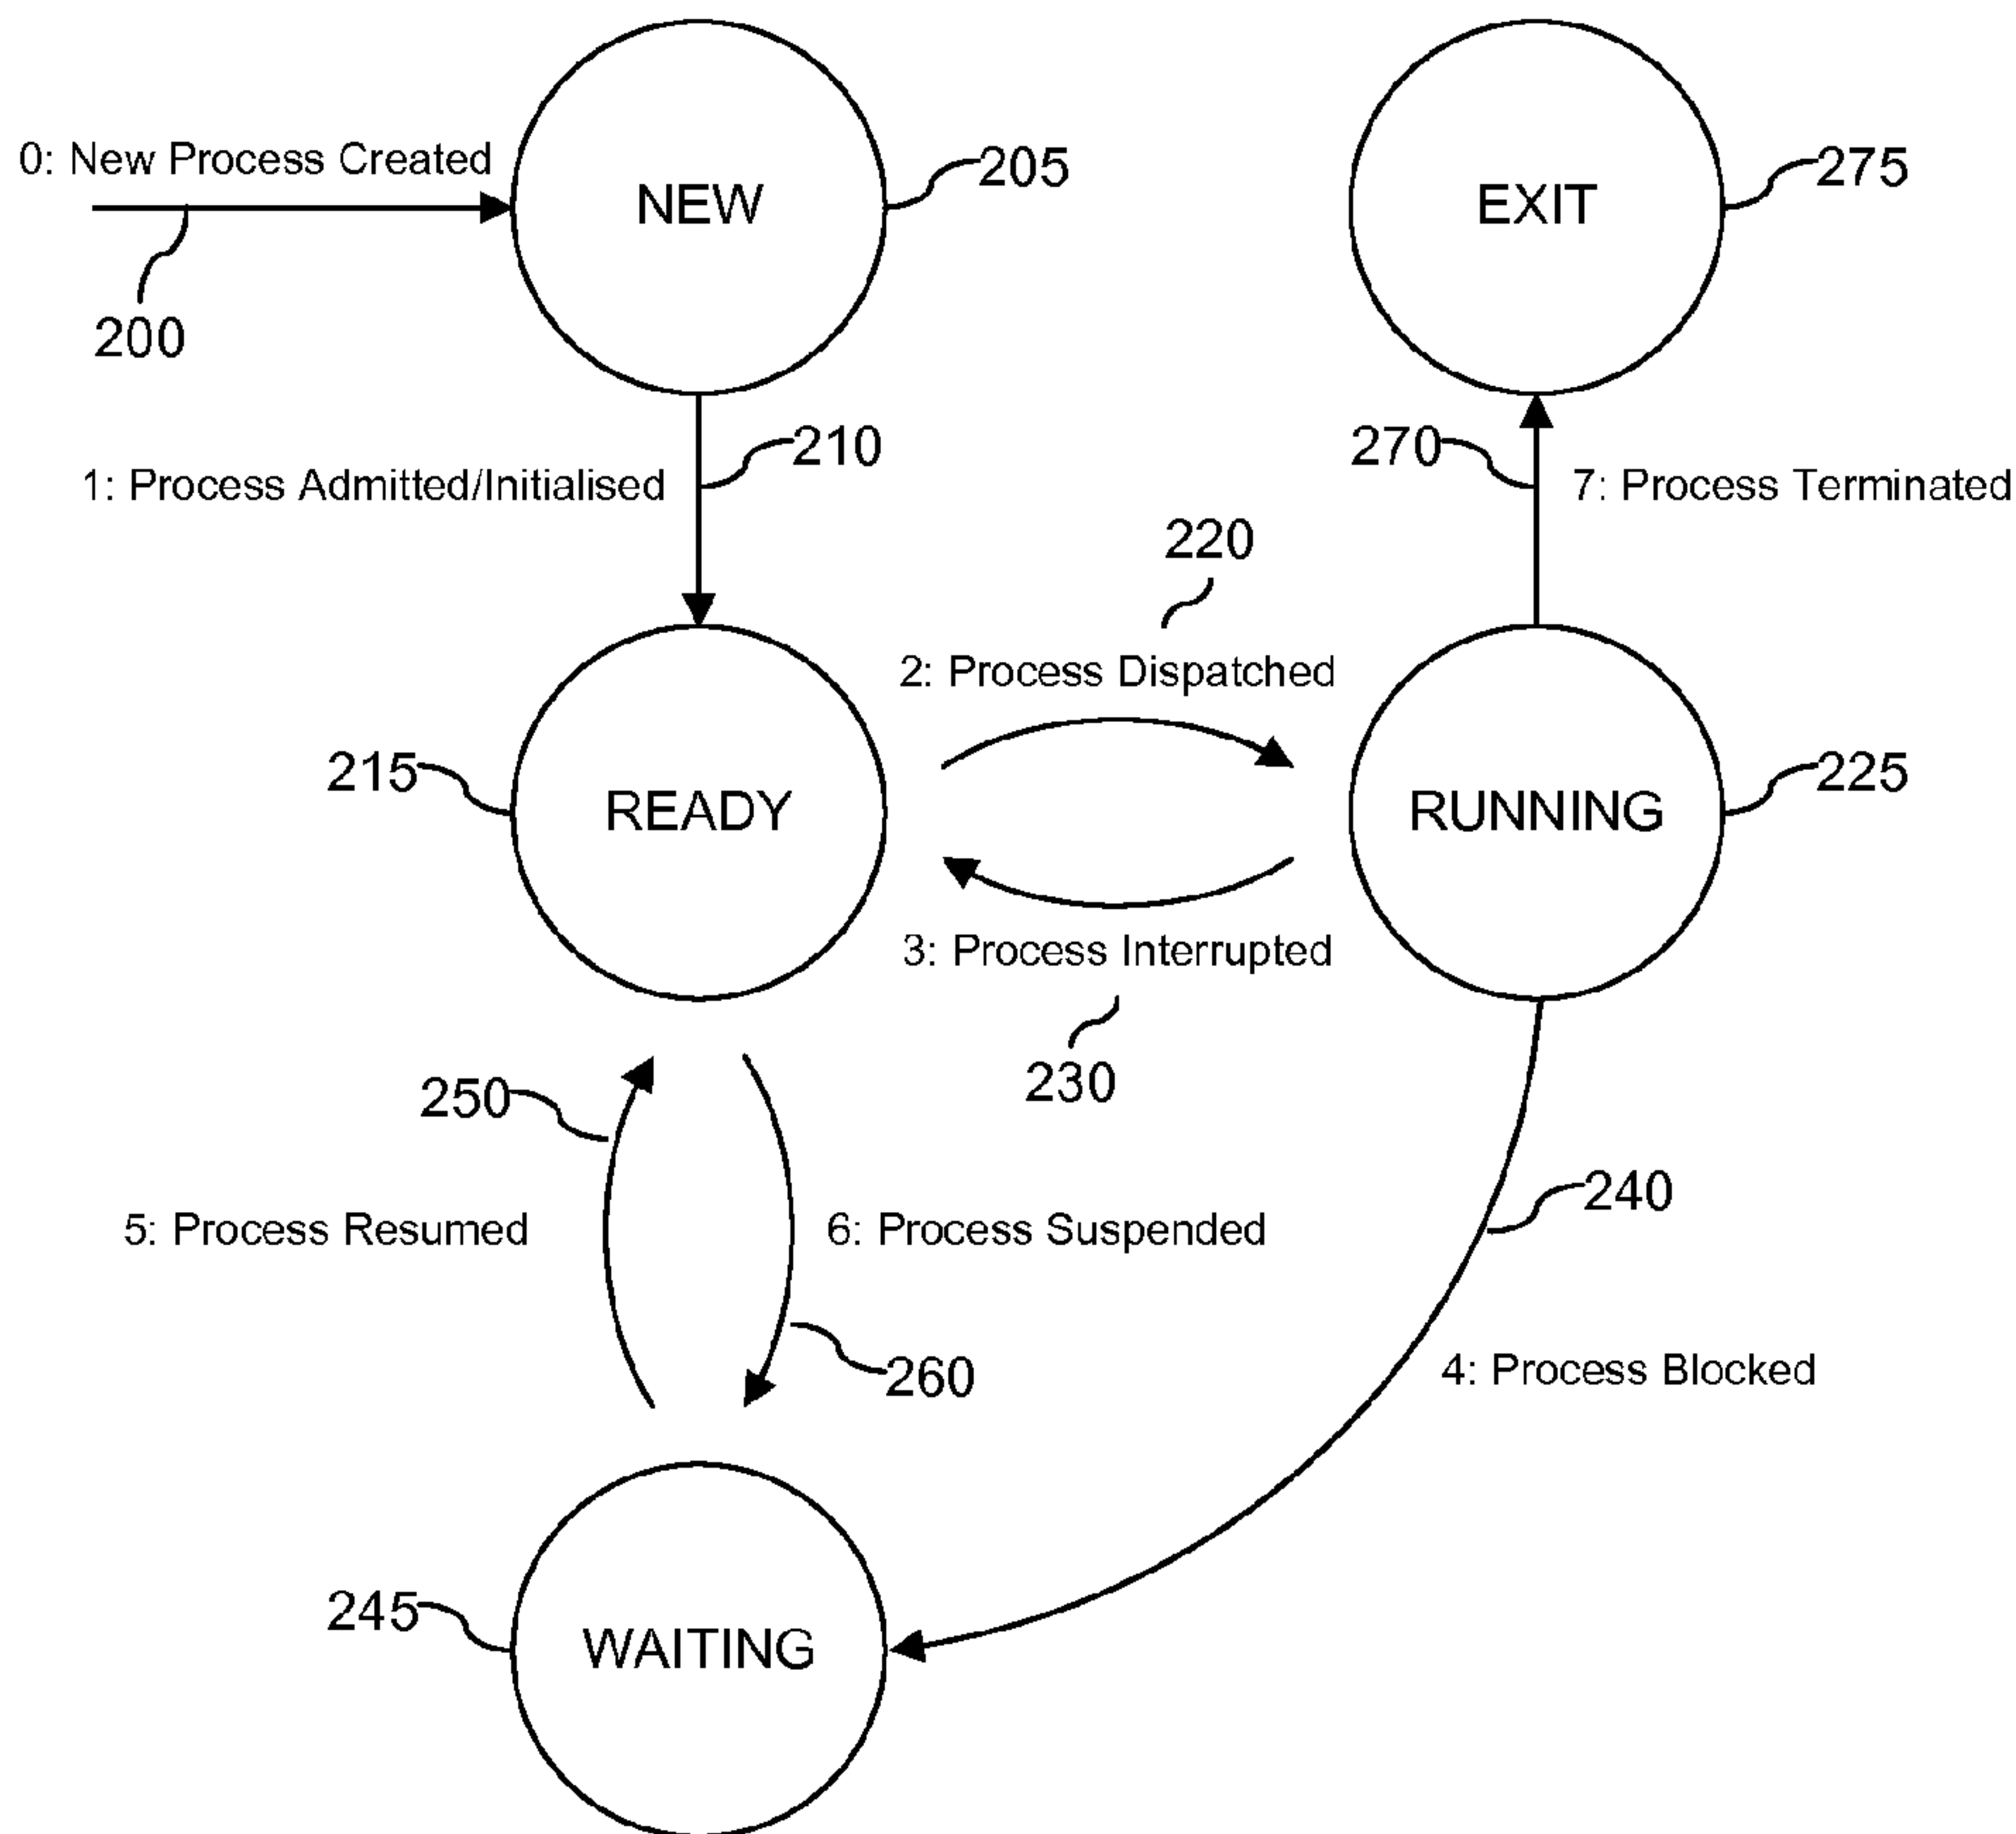 0: New Process Created
NEW
205
EXIT
275
200
1: Process Admitted/Initialised
210
270
7: Process Terminated
220
2: Process Dispatched
215
READY
RUNNING
225
3: Process Interrupted
230
250
5: Process Resumed
6: Process Suspended
240
260
4: Process Blocked
245
WAITING